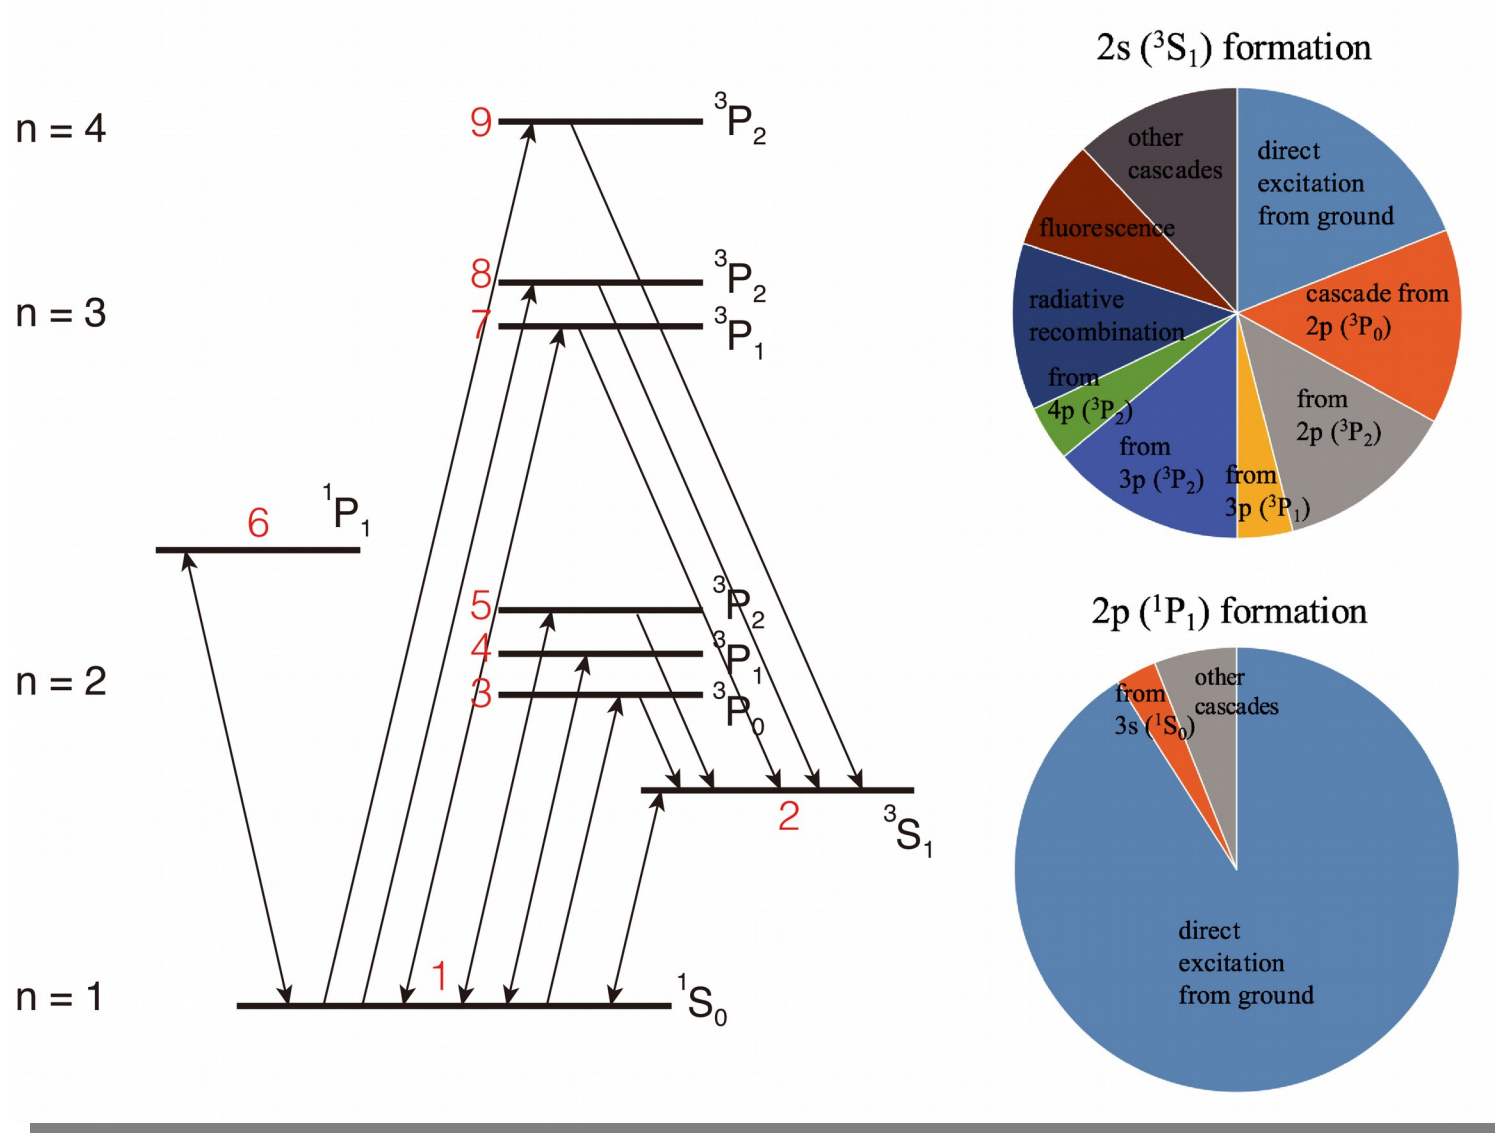 n = 4
9
³P₂
8
³P₂
n = 3
7
³P₁
6
¹P₁
5
³P₂
4
³P₁
n = 2
3
³P₀
2
³S₁
1
n = 1
¹S₀
2s (³S₁) formation
other
cascades
direct
excitation
from ground
fluorescence
cascade from
2p (³P₀)
radiative
recombination
from
4p (³P₂)
from
2p (³P₂)
from
3p (³P₂)
from
3p (³P₁)
2p (¹P₁) formation
from
3s (¹S₀)
other
cascades
direct
excitation
from ground